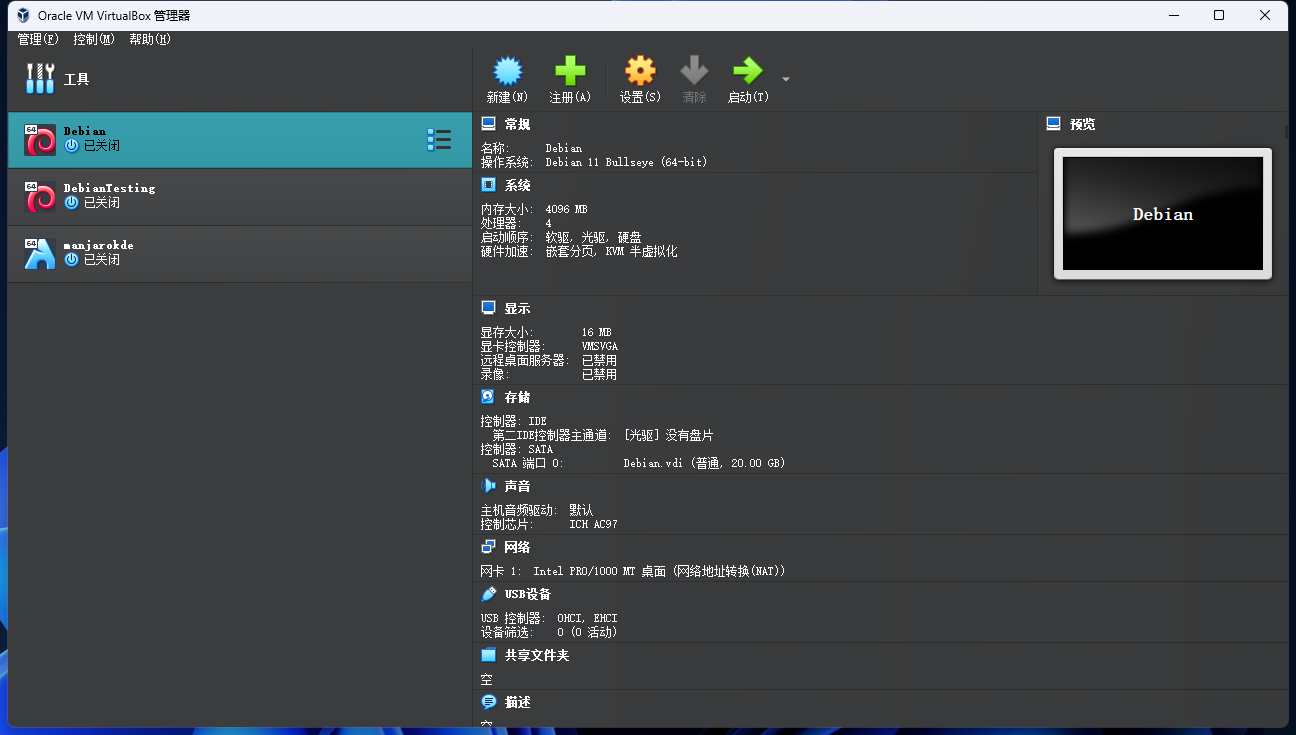 Oracle VM VirtualBox 管理器
管理(F) 控制(M) 帮助(H)
工具
新建(N) 注册(A) 设置(S) 清除 启动(T)
64 Debian
已关闭
64 DebianTesting
已关闭
64 manjarokde
已关闭
常规
名称: Debian
操作系统: Debian 11 Bullseye (64-bit)
系统
内存大小: 4096 MB
处理器: 4
启动顺序: 软驱, 光驱, 硬盘
硬件加速: 嵌套分页, KVM 半虚拟化
预览
Debian
显示
显存大小: 16 MB
显卡控制器: VMSVGA
远程桌面服务器: 已禁用
录像: 已禁用
存储
控制器: IDE
第二IDE控制器主通道: [光驱] 没有盘片
控制器: SATA
SATA 端口 0: Debian.vdi (普通, 20.00 GB)
声音
主机音频驱动: 默认
控制芯片: ICH AC97
网络
网卡 1: Intel PRO/1000 MT 桌面 (网络地址转换(NAT))
USB设备
USB 控制器: OHCI, EHCI
设备筛选: 0 (0 活动)
共享文件夹
空
描述
空